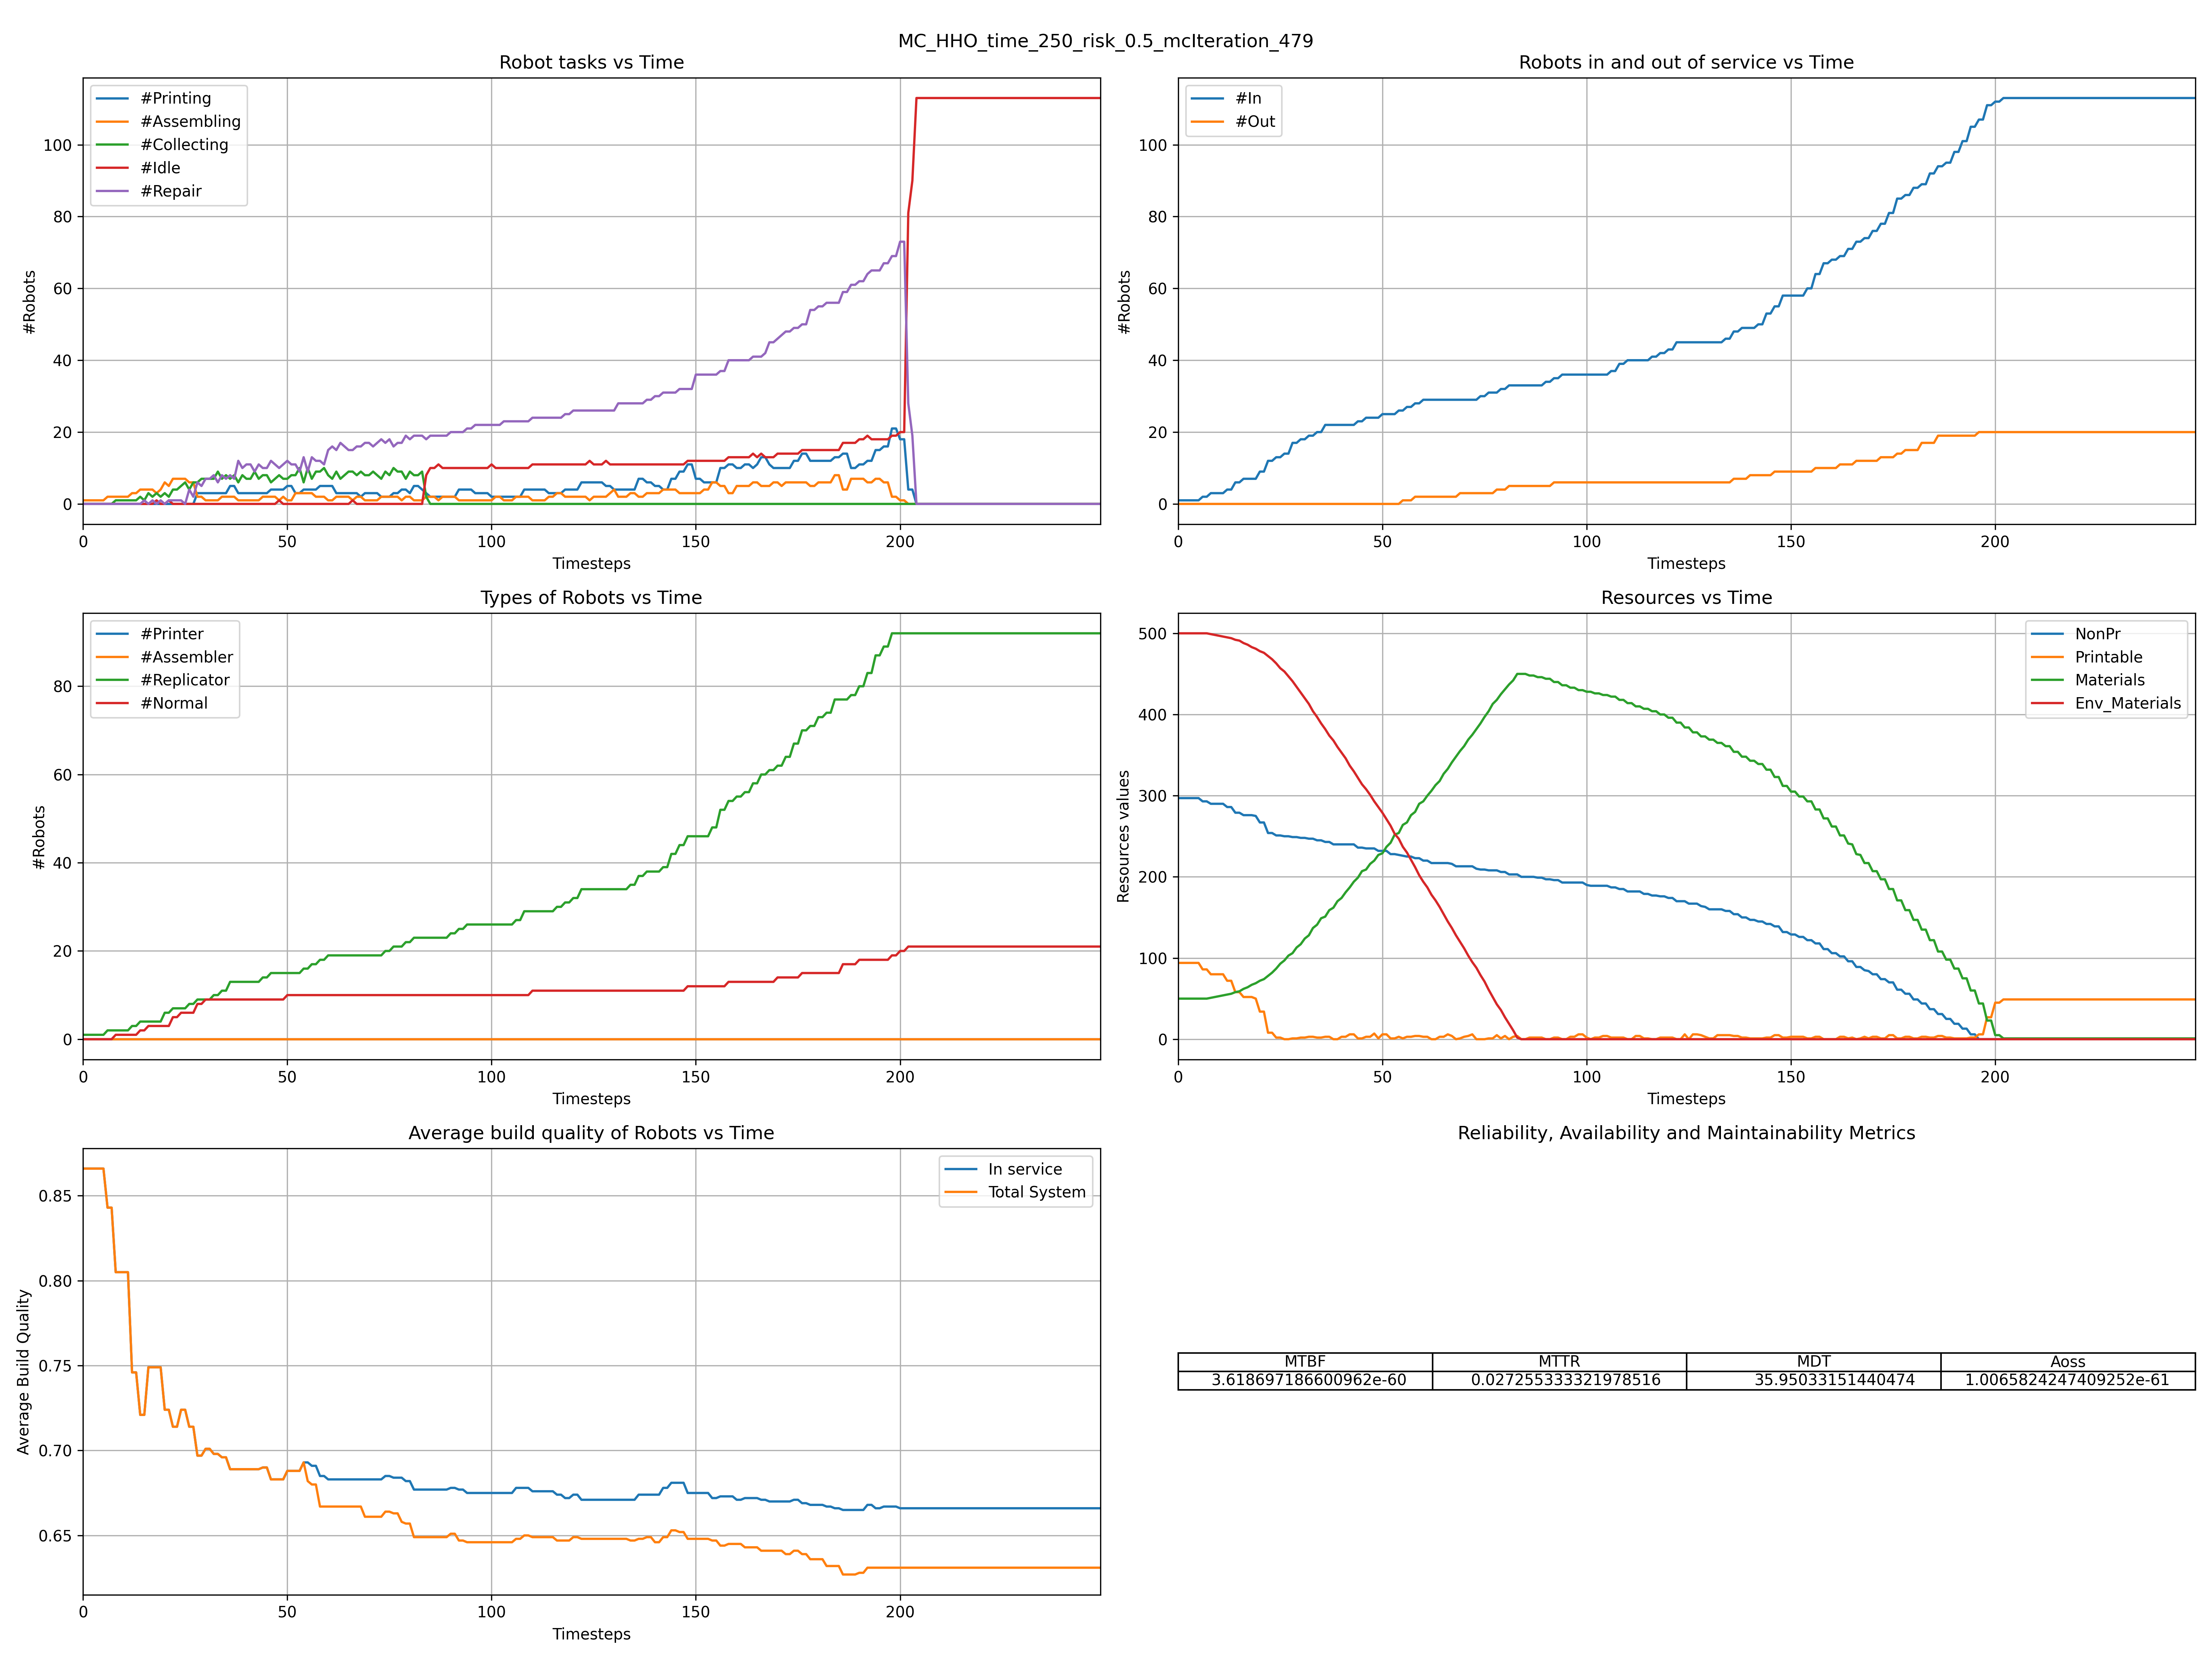 MC_HHO_time_250_risk_0.5_mcIteration_479
Robot tasks vs Time
#Printing
#Assembling
#Collecting
#Idle
#Repair
#Robots
100
80
60
40
20
0
0 50 100 150 200
Timesteps
Robots in and out of service vs Time
#In
#Out
#Robots
100
80
60
40
20
0
0 50 100 150 200
Timesteps
Types of Robots vs Time
#Printer
#Assembler
#Replicator
#Normal
#Robots
80
60
40
20
0
0 50 100 150 200
Timesteps
Resources vs Time
NonPr
Printable
Materials
Env_Materials
Resources values
500
400
300
200
100
0
0 50 100 150 200
Timesteps
Average build quality of Robots vs Time
In service
Total System
Average Build Quality
0.85
0.80
0.75
0.70
0.65
0 50 100 150 200
Timesteps
Reliability, Availability and Maintainability Metrics
MTBF MTTR MDT Aoss
3.618697186600962e-60 0.027255333321978516 35.95033151440474 1.0065824247409252e-61